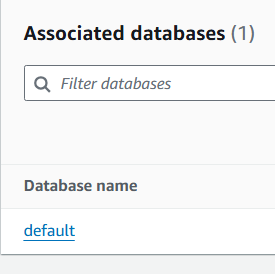 Associated databases (1)
Filter databases
Database name
default